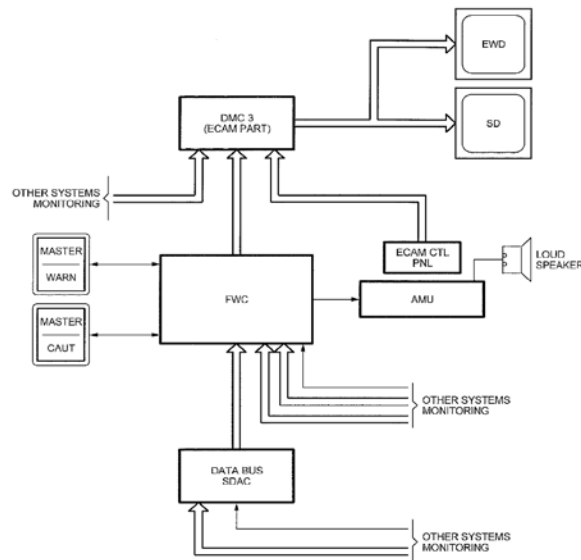 EWD
DMC 3
(ECAM PART)
SD
OTHER SYSTEMS
MONITORING
ECAM CTL
PNL
LOUD
SPEAKER
MASTER
WARN
FWC
AMU
MASTER
CAUT
OTHER SYSTEMS
MONITORING
DATA BUS
SDAC
OTHER SYSTEMS
MONITORING